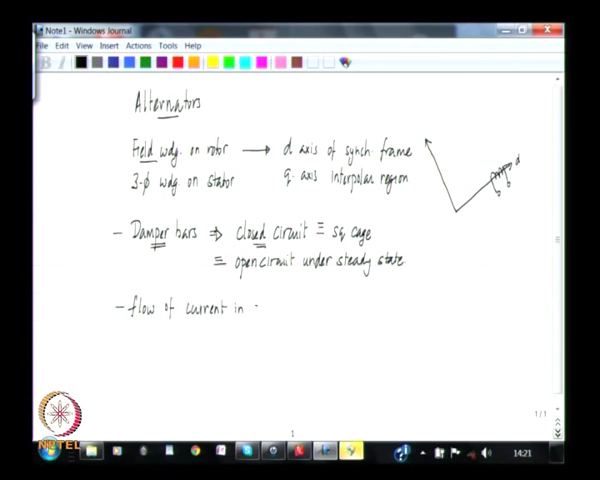 Note1 - Windows Journal
File Edit View Insert Actions Tools Help
Alternators
Field wdg. on rotor → d axis of synch. frame
3-φ wdg on stator q. axis interpolar region
d
- Damper bars ⇒ closed circuit ≡ sq cage
≡ open circuit under steady state
- flow of current in -
1/1
1
NPTEL
14:21